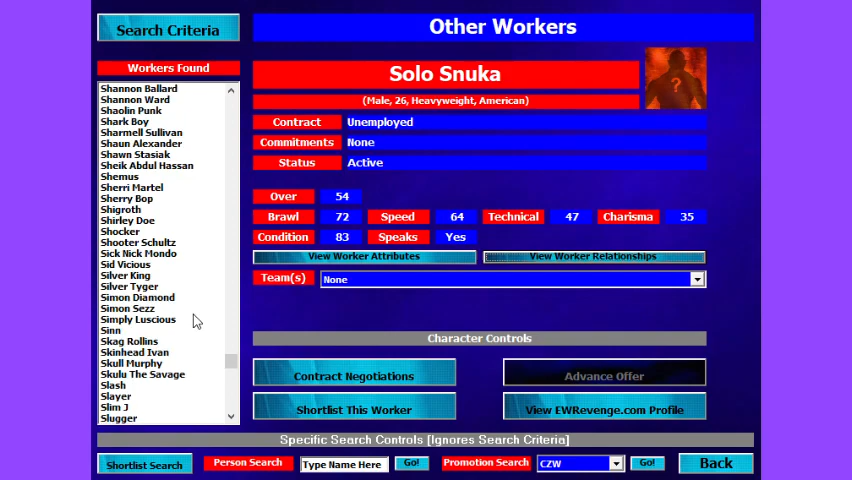 Search Criteria
Other Workers
Workers Found
Shannon Ballard
Shannon Ward
Shaolin Punk
Shark Boy
Sharmell Sullivan
Shaun Alexander
Shawn Stasiak
Sheik Abdul Hassan
Shemus
Sherri Martel
Sherry Bop
Shigroth
Shirley Doe
Shocker
Shooter Schultz
Sick Nick Mondo
Sid Vicious
Silver King
Silver Tyger
Simon Diamond
Simon Sezz
Simply Luscious
Sinn
Skag Rollins
Skinhead Ivan
Skull Murphy
Skulu The Savage
Slash
Slayer
Slim J
Slugger
Solo Snuka
(Male, 26, Heavyweight, American)
?
Contract Unemployed
Commitments None
Status Active
Over 54
Brawl 72 Speed 64 Technical 47 Charisma 35
Condition 83 Speaks Yes
View Worker Attributes View Worker Relationships
Team(s) None
Character Controls
Contract Negotiations Advance Offer
Shortlist This Worker View EWRevenge.com Profile
Specific Search Controls [Ignores Search Criteria]
Shortlist Search Person Search Type Name Here Go! Promotion Search CZW Go! Back